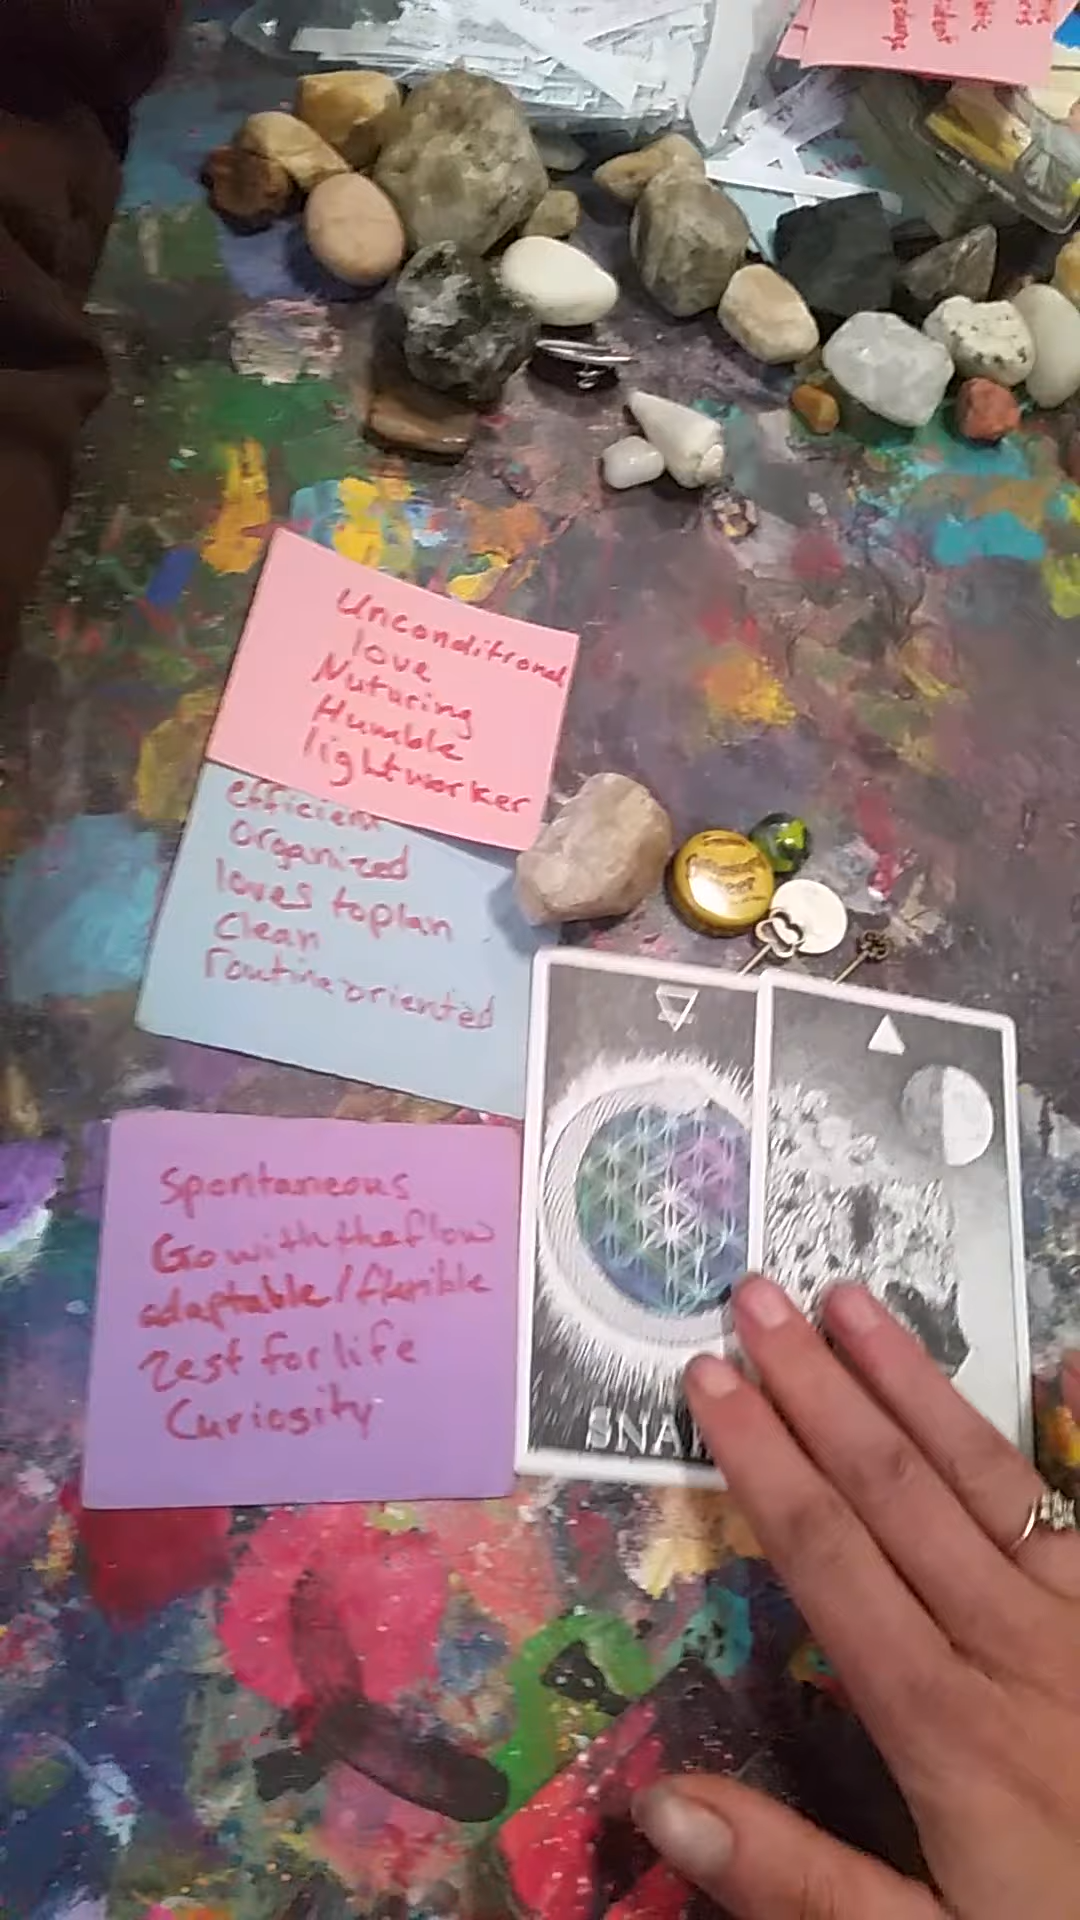 Unconditional
love
Nuturing
Humble
lightworker
efficient
Organized
loves to plan
Clean
routine oriented
Spontaneous
Go with the flow
adaptable/flexible
Zest for life
Curiosity